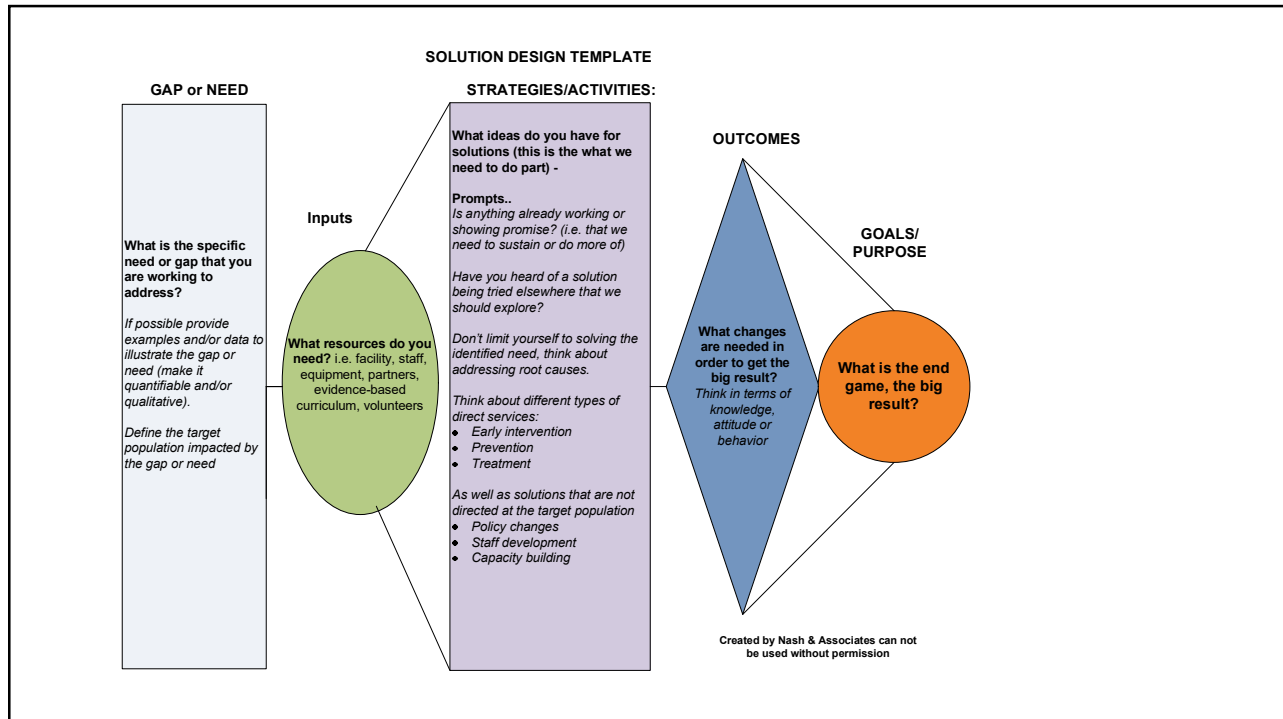 SOLUTION DESIGN TEMPLATE
GAP or NEED
What is the specific
need or gap that you
are working to
address?
If possible provide
examples and/or data to
illustrate the gap or
need (make it
quantifiable and/or
qualitative).
Define the target
population impacted by
the gap or need
Inputs
What resources do you
need? i.e. facility, staff,
equipment, partners,
evidence-based
curriculum, volunteers
STRATEGIES/ACTIVITIES:
What ideas do you have for
solutions (this is the what we
need to do part) -
Prompts..
Is anything already working or
showing promise? (i.e. that we
need to sustain or do more of)
Have you heard of a solution
being tried elsewhere that we
should explore?
Don't limit yourself to solving the
identified need, think about
addressing root causes.
Think about different types of
direct services:
• Early intervention
• Prevention
• Treatment
As well as solutions that are not
directed at the target population
• Policy changes
• Staff development
• Capacity building
OUTCOMES
What changes
are needed in
order to get the
big result?
Think in terms of
knowledge,
attitude or
behavior
GOALS/
PURPOSE
What is the end
game, the big
result?
Created by Nash & Associates can not
be used without permission